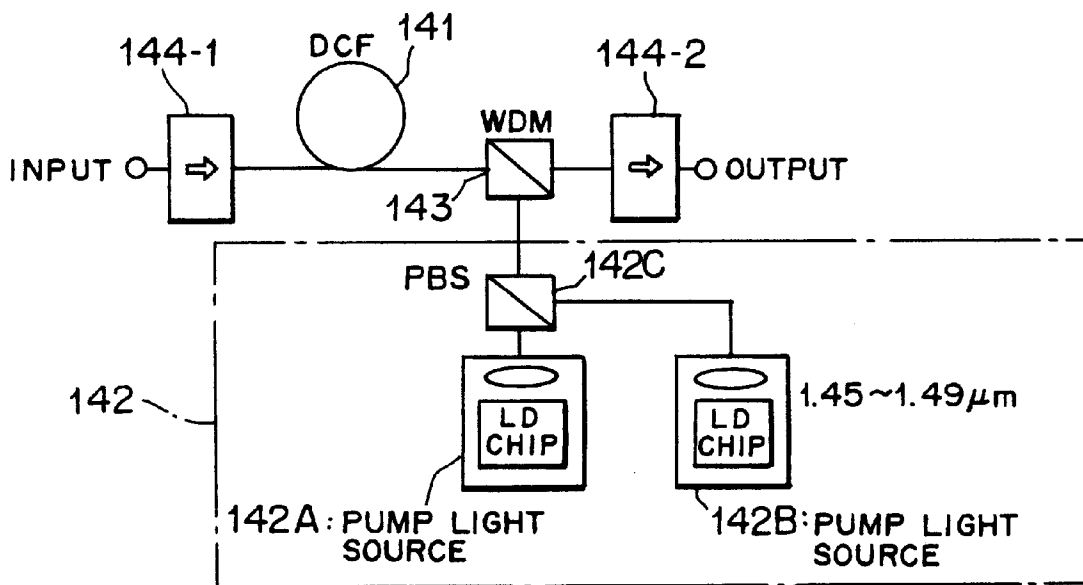 144-1
DCF
141
144-2
WDM
INPUT
OUTPUT
143
PBS
142C
142
LD
CHIP
LD
CHIP
1.45~1.49μm
142A: PUMP LIGHT
SOURCE
142B: PUMP LIGHT
SOURCE